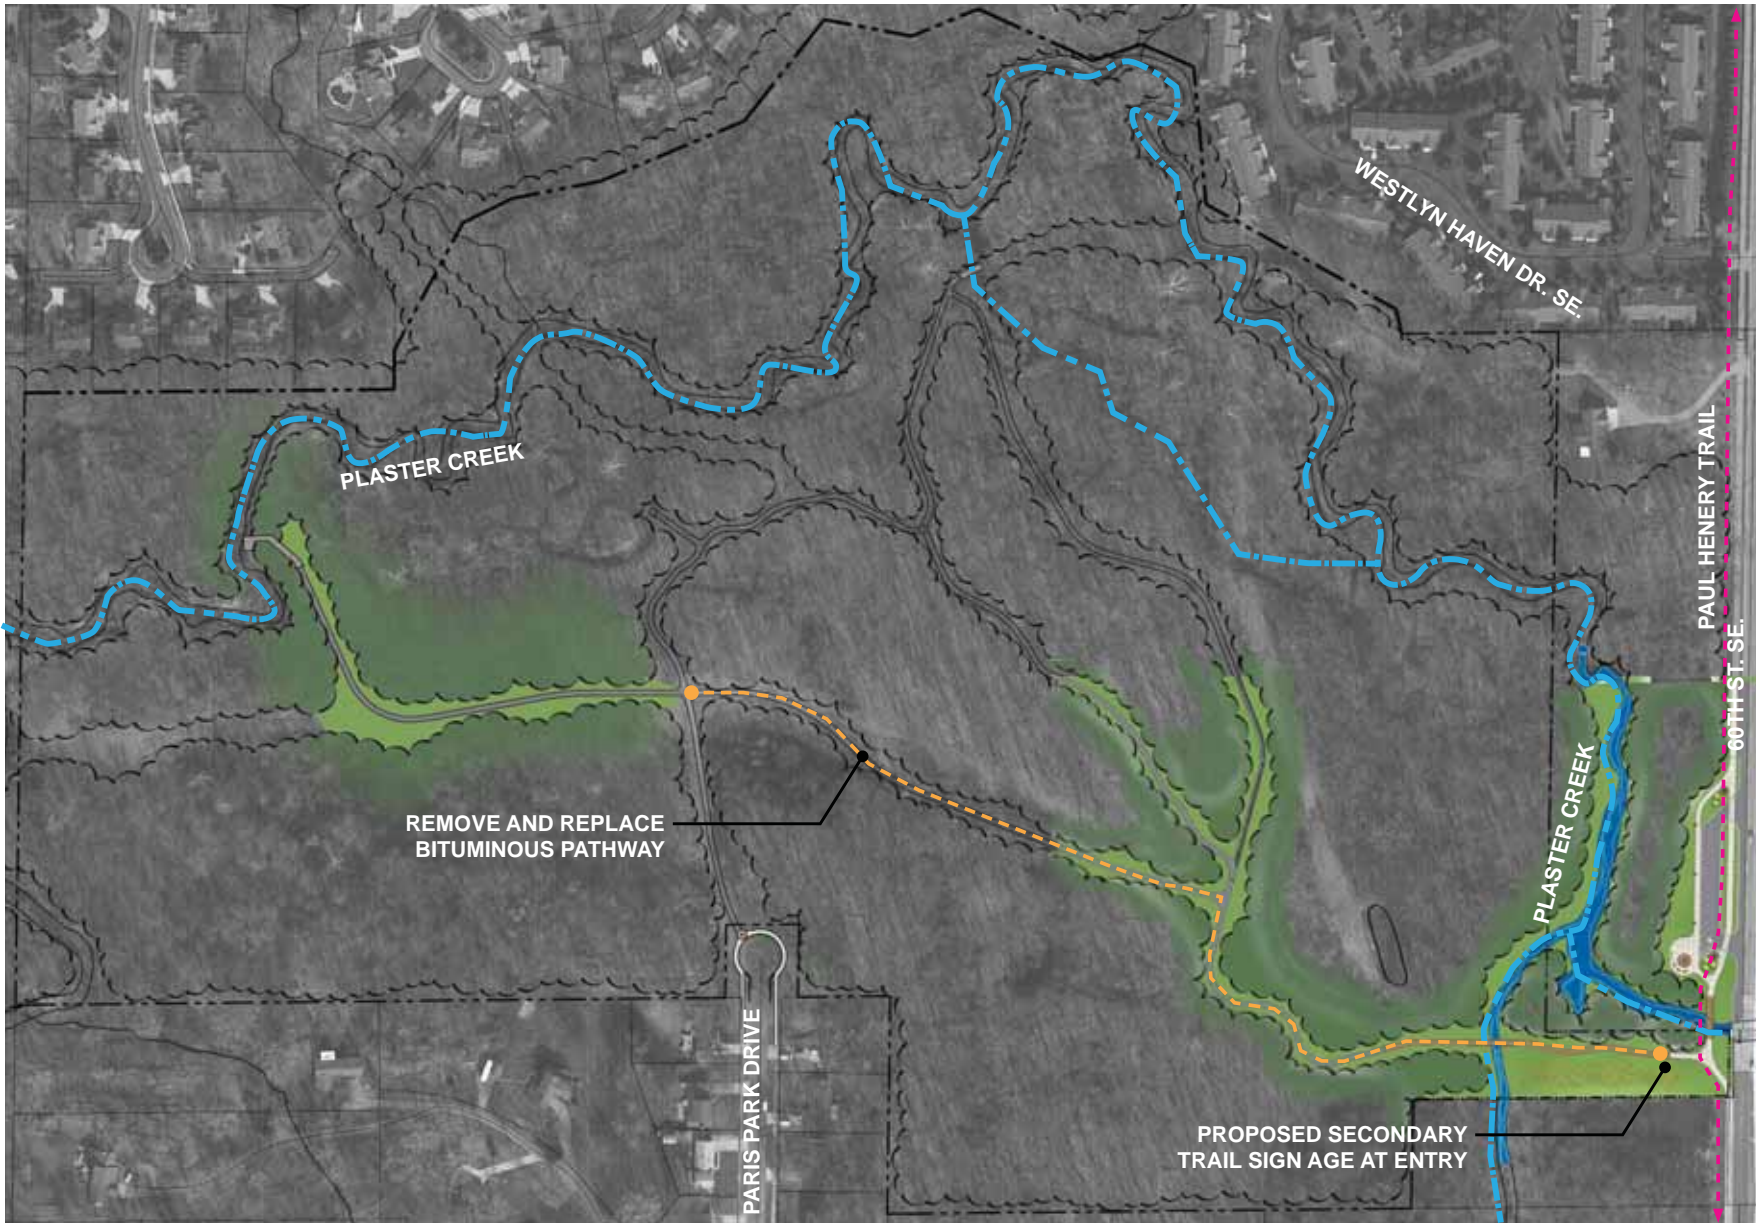 WESTLYN HAVEN DR. SE.
PLASTER CREEK
PAUL HENERY TRAIL
60TH ST. SE.
REMOVE AND REPLACE
BITUMINOUS PATHWAY
PLASTER CREEK
PARIS PARK DRIVE
PROPOSED SECONDARY
TRAIL SIGN AGE AT ENTRY